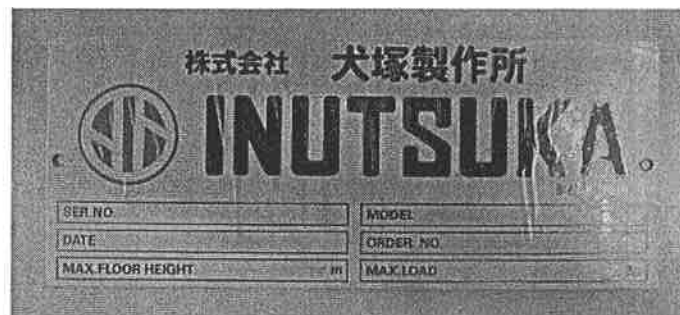 株式会社 犬塚製作所
INUTSUKA
SER.NO. MODEL
DATE ORDER NO.
MAX.FLOOR HEIGHT m MAX.LOAD